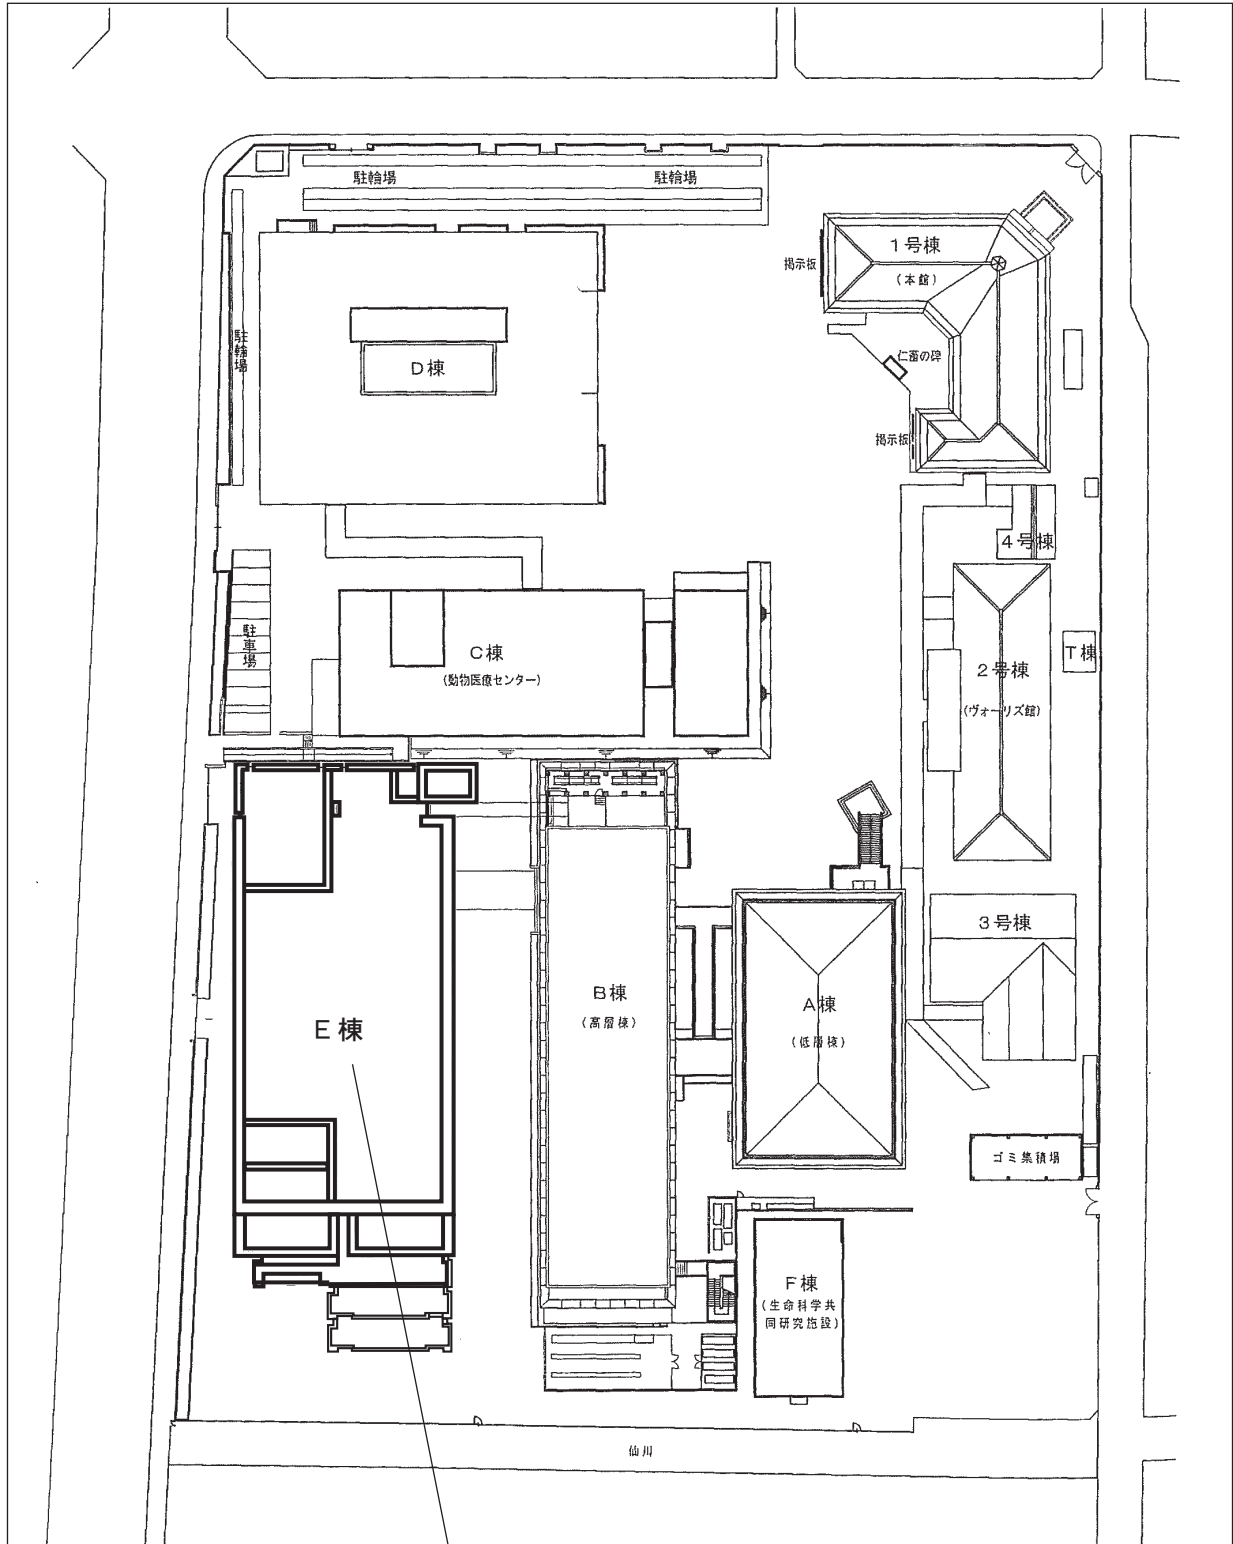 駐輪場
駐輪場
1号棟
(本館)
掲示板
駐輪場
D棟
仁畜の碑
掲示板
4号棟
駐車場
C棟
(動物医療センター)
2号棟
(ヴォーリズ館)
T棟
3号棟
B棟
(高層棟)
A棟
(低層棟)
E棟
ゴミ集積場
F棟
(生命科学共
同研究施設)
仙川